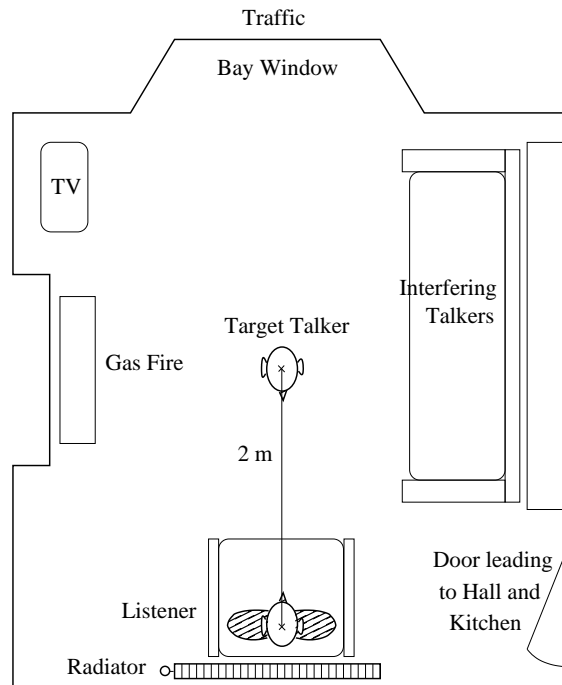 Traffic
Bay Window
TV
Interfering
Talkers
Target Talker
Gas Fire
2 m
Door leading
to Hall and
Kitchen
Listener
Radiator